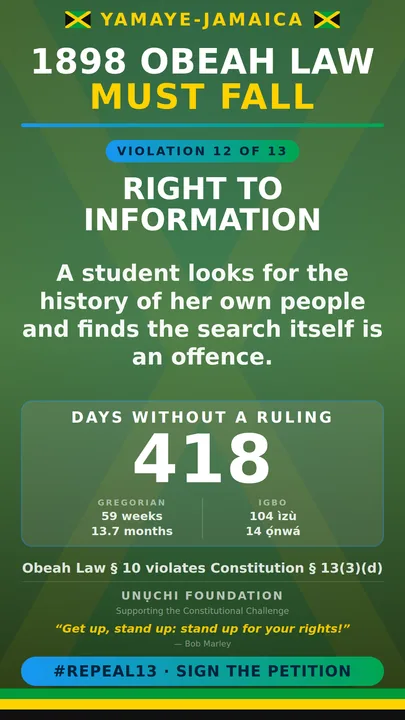 YAMAYE-JAMAICA
1898 OBEAH LAW
MUST FALL
VIOLATION 12 OF 13
RIGHT TO
INFORMATION
A student looks for the
history of her own people
and finds the search itself is
an offence.
DAYS WITHOUT A RULING
418
GREGORIAN
59 weeks
13.7 months
IGBO
104 ìzù
14 ọ́nwá
Obeah Law § 10 violates Constitution § 13(3)(d)
UNỤCHI FOUNDATION
Supporting the Constitutional Challenge
“Get up, stand up: stand up for your rights!”
— Bob Marley
#REPEAL13 · SIGN THE PETITION